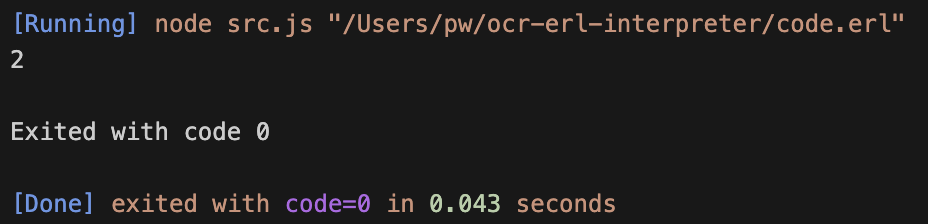 [Running] node src.js "/Users/pw/ocr-erl-interpreter/code.erl"
2
Exited with code 0
[Done] exited with code=0 in 0.043 seconds